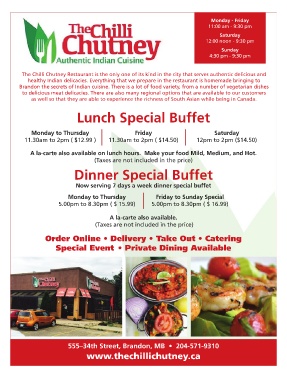 The Chilli
Chutney
Authentic Indian Cuisine
Monday - Friday
11:00 am - 9:30 pm
Saturday
12:00 noon - 9:30 pm
Sunday
4:30 pm - 9:30 pm
The Chilli Chutney Restaurant is the only one of its kind in the city that serves authentic delicious and
healthy Indian delicacies. Everything that we prepare in the restaurant is homemade bringing to
Brandon the secrets of Indian cuisine. There is a lot of food variety, from a number of vegetarian dishes
to delicious meat delicacies. There are also many regional options that are available to our customers
as well so that they are able to experience the richness of South Asian while being in Canada.
Lunch Special Buffet
Monday to Thursday Friday Saturday
11.30am to 2pm ( $12.99 ) 11.30am to 2pm ( $14.50) 12pm to 2pm ($14.50)
A la-carte also available on lunch hours. Make your food Mild, Medium, and Hot.
(Taxes are not included in the price)
Dinner Special Buffet
Now serving 7 days a week dinner special buffet
Monday to Thursday Friday to Sunday Special
5.00pm to 8.30pm ( $ 15.99) 5.00pm to 8.30pm ( $ 16.99)
A la-carte also available.
(Taxes are not included in the price)
Order Online • Delivery • Take Out • Catering
Special Event • Private Dining Available
555–34th Street, Brandon, MB • 204-571-9310
www.thechillichutney.ca